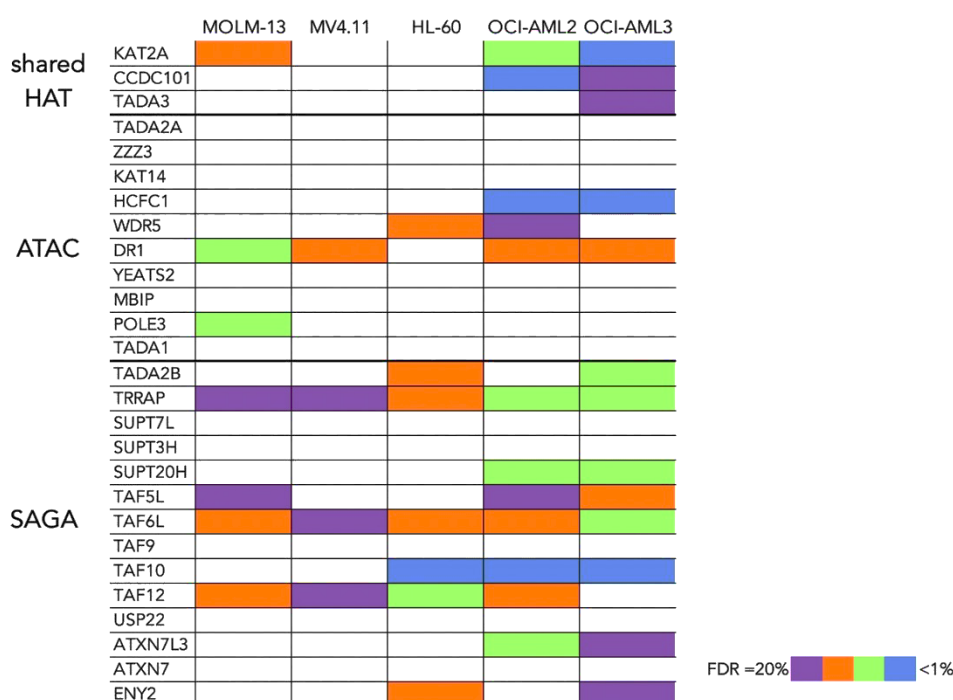 MOLM-13 MV4.11 HL-60 OCI-AML2 OCI-AML3
shared
HAT
KAT2A
CCDC101
TADA3
ATAC
TADA2A
ZZZ3
KAT14
HCFC1
WDR5
DR1
YEATS2
MBIP
POLE3
TADA1
SAGA
TADA2B
TRRAP
SUPT7L
SUPT3H
SUPT20H
TAF5L
TAF6L
TAF9
TAF10
TAF12
USP22
ATXN7L3
ATXN7
ENY2
FDR =20% <1%